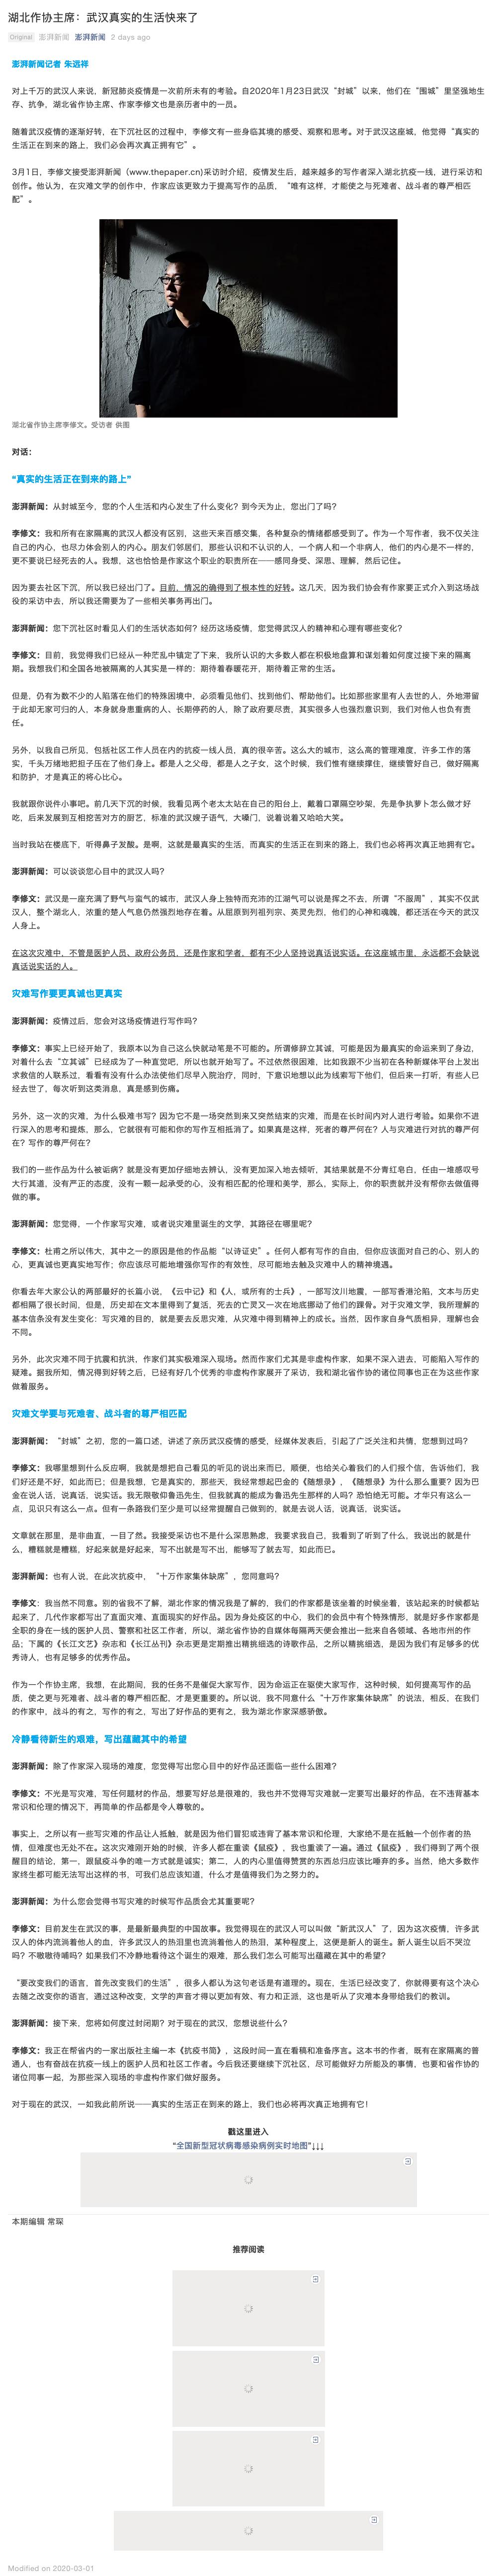 湖北作协主席：武汉真实的生活快来了
Original 澎湃新闻 澎湃新闻 2 days ago
澎湃新闻记者 朱远祥
对上千万的武汉人来说，新冠肺炎疫情是一次前所未有的考验。自2020年1月23日武汉“封城”以来，他们在“围城”里坚强地生
存、抗争，湖北省作协主席、作家李修文也是亲历者中的一员。
随着武汉疫情的逐渐好转，在下沉社区的过程中，李修文有一些身临其境的感受、观察和思考。对于武汉这座城，他觉得“真实的
生活正在到来的路上，我们必会再次真正拥有它”。
3月1日，李修文接受澎湃新闻（www.thepaper.cn)采访时介绍，疫情发生后，越来越多的写作者深入湖北抗疫一线，进行采访和
创作。他认为，在灾难文学的创作中，作家应该更致力于提高写作的品质，“唯有这样，才能使之与死难者、战斗者的尊严相匹
配”。
湖北省作协主席李修文。受访者 供图
对话：
“真实的生活正在到来的路上”
澎湃新闻：从封城至今，您的个人生活和内心发生了什么变化？到今天为止，您出门了吗？
李修文：我和所有在家隔离的武汉人都没有区别，这些天来百感交集，各种复杂的情绪都感受到了。作为一个写作者，我不仅关注
自己的内心，也尽力体会别人的内心。朋友们邻居们，那些认识和不认识的人，一个病人和一个非病人，他们的内心是不一样的，
更不要说已经死去的人。我想，这也恰恰是作家这个职业的职责所在——感同身受、深思、理解，然后记住。
因为要去社区下沉，所以我已经出门了。目前，情况的确得到了根本性的好转。这几天，因为我们协会有作家要正式介入到这场战
役的采访中去，所以我还需要为了一些相关事务再出门。
澎湃新闻：您下沉社区时看见人们的生活状态如何？经历这场疫情，您觉得武汉人的精神和心理有哪些变化？
李修文：目前，我觉得我们已经从一种茫乱中镇定了下来，我所认识的大多数人都在积极地盘算和谋划着如何度过接下来的隔离
期。我想我们和全国各地被隔离的人其实是一样的：期待着春暖花开，期待着正常的生活。
但是，仍有为数不少的人陷落在他们的特殊困境中，必须看见他们、找到他们、帮助他们。比如那些家里有人去世的人，外地滞留
于此却无家可归的人，本身就身患重病的人、长期停药的人，除了政府要尽责，其实很多人也强烈意识到，我们对他人也负有责
任。
另外，以我自己所见，包括社区工作人员在内的抗疫一线人员，真的很辛苦。这么大的城市，这么高的管理难度，许多工作的落
实，千头万绪地把担子压在了他们身上。都是人之父母，都是人之子女，这个时候，我们惟有继续撑住，继续管好自己，做好隔离
和防护，才是真正的将心比心。
我就跟你说件小事吧。前几天下沉的时候，我看见两个老太太站在自己的阳台上，戴着口罩隔空吵架，先是争执萝卜怎么做才好
吃，后来发展到互相挖苦对方的厨艺，标准的武汉嫂子语气，大嗓门，说着说着又哈哈大笑。
当时我站在楼底下，听得鼻子发酸。是啊，这就是最真实的生活，而真实的生活正在到来的路上，我们也必将再次真正地拥有它。
澎湃新闻：可以谈谈您心目中的武汉人吗？
李修文：武汉是一座充满了野气与蛮气的城市，武汉人身上独特而充沛的江湖气可以说是挥之不去，所谓“不服周”，其实不仅武
汉人，整个湖北人，浓重的楚人气息仍然强烈地存在着。从屈原到列祖列宗、英灵先烈，他们的心神和魂魄，都还活在今天的武汉
人身上。
在这次灾难中，不管是医护人员、政府公务员，还是作家和学者，都有不少人坚持说真话说实话。在这座城市里，永远都不会缺说
真话说实话的人。
灾难写作要更真诚也更真实
澎湃新闻：疫情过后，您会对这场疫情进行写作吗？
李修文：事实上已经开始了，我原本以为自己这么快就动笔是不可能的。所谓修辞立其诚，可能是因为最真实的命运来到了身边，
对着什么去“立其诚”已经成为了一种直觉吧，所以也就开始写了。不过依然很困难，比如我跟不少当初在各种新媒体平台上发出
求救信的人联系过，看看有没有什么办法使他们尽早入院治疗，同时，下意识地想以此为线索写下他们，但后来一打听，有些人已
经去世了，每次听到这类消息，真是感到伤痛。
另外，这一次的灾难，为什么极难书写？因为它不是一场突然到来又突然结束的灾难，而是在长时间内对人进行考验。如果你不进
行深入的思考和提炼，那么，它就很有可能和你的写作互相抵消了。如果真是这样，死者的尊严何在？人与灾难进行对抗的尊严何
在？写作的尊严何在？
我们的一些作品为什么被诟病？就是没有更加仔细地去辨认，没有更加深入地去倾听，其结果就是不分青红皂白，任由一堆感叹号
大行其道，没有严正的态度，没有一颗一起承受的心，没有相匹配的伦理和美学，那么，实际上，你的职责就并没有帮你去做值得
做的事。
澎湃新闻：您觉得，一个作家写灾难，或者说灾难里诞生的文学，其路径在哪里呢？
李修文：杜甫之所以伟大，其中之一的原因是他的作品能“以诗证史”。任何人都有写作的自由，但你应该面对自己的心、别人的
心，更真诚也更真实地写作；你应该尽可能地增强你写作的有效性，尽可能地去触及灾难中人的精神境遇。
你看去年大家公认的两部最好的长篇小说，《云中记》和《人，或所有的士兵》，一部写汶川地震，一部写香港沦陷，文本与历史
都相隔了很长时间，但是，历史却在文本里得到了复活，死去的亡灵又一次在地底挪动了他们的踝骨。对于灾难文学，我所理解的
基本信条没有发生变化：写灾难的目的，就是要去反思灾难，从灾难中得到精神上的成长。当然，因作家自身气质相异，理解也会
不同。
另外，此次灾难不同于抗震和抗洪，作家们其实极难深入现场。然而作家们尤其是非虚构作家，如果不深入进去，可能陷入写作的
疑难。据我所知，情况得到好转之后，已经有好几个优秀的非虚构作家展开了采访，我和湖北省作协的诸位同事也正在为这些作家
做着服务。
灾难文学要与死难者、战斗者的尊严相匹配
澎湃新闻：“封城”之初，您的一篇口述，讲述了亲历武汉疫情的感受，经媒体发表后，引起了广泛关注和共情，您想到过吗？
李修文：我哪里想到什么反应啊，我就是想把自己看见的听见的说出来而已，顺便，也给关心着我们的人们报个信，告诉他们，我
们好还是不好，如此而已；但是我想，它是真实的，那些天，我经常想起巴金的《随想录》，《随想录》为什么那么重要？因为巴
金在说人话，说真话，说实话。我无限敬仰鲁迅先生，但我就真的能成为鲁迅先生那样的人吗？恐怕绝无可能。才华只有这么一
点，见识只有这么一点。但有一条路我们至少是可以经常提醒自己做到的，就是去说人话，说真话，说实话。
文章就在那里，是非曲直，一目了然。我接受采访也不是什么深思熟虑，我要求我自己，我看到了听到了什么，我说出的就是什
么，糟糕就是糟糕，好起来就是好起来，写不出就是写不出，能够写了就去写，如此而已。
澎湃新闻：也有人说，在此次抗疫中，“十万作家集体缺席”，您同意吗？
李修文：我当然不同意。别的省我不了解，湖北作家的情况我是了解的，我们的作家都是该坐着的时候坐着，该站起来的时候都站
起来了，几代作家都写出了直面灾难、直面现实的好作品。因为身处疫区的中心，我们的会员中有个特殊情形，就是好多作家都是
全职的身在一线的医护人员、警察和社区工作者，所以，湖北省作协的自媒体每隔两天便会推出一批来自各领域、各地市州的作
品；下属的《长江文艺》杂志和《长江丛刊》杂志更是定期推出精挑细选的诗歌作品，之所以精挑细选，是因为我们有足够多的优
秀诗人，也有足够多的优秀作品。
作为一个作协主席，我想，在此期间，我的任务不是催促大家写作，因为命运正在驱使大家写作，这种时候，如何提高写作的品
质，使之更与死难者、战斗者的尊严相匹配，才是更重要的。所以说，我不同意什么“十万作家集体缺席”的说法，相反，在我们
的作家中，战斗的有之，写作的有之，写出了好作品的更有之，我为湖北作家深感骄傲。
冷静看待新生的艰难，写出蕴藏其中的希望
澎湃新闻：除了作家深入现场的难度，您觉得写出您心目中的好作品还面临一些什么困难？
李修文：不光是写灾难，写任何题材的作品，想要写好总是很难的，我也并不觉得写灾难就一定要写出最好的作品，在不违背基本
常识和伦理的情况下，再简单的作品都是令人尊敬的。
事实上，之所以有一些写灾难的作品让人抵触，就是因为他们冒犯或违背了基本常识和伦理，大家绝不是在抵触一个创作者的热
情，但难度也无处不在。这次灾难刚开始的时候，许多人都在重读《鼠疫》，我也重读了一遍。通过《鼠疫》，我们得到了两个很
醒目的结论，第一，跟鼠疫斗争的唯一方式就是诚实；第二，人的内心里值得赞赏的东西总归应该比唾弃的多。当然，绝大多数作
家终生都可能无法写出这样的书，可我们总应该知道，什么才是值得我们为之努力的。
澎湃新闻：为什么您会觉得书写灾难的时候写作品质会尤其重要呢？
李修文：目前发生在武汉的事，是最新最典型的中国故事。我觉得现在的武汉人可以叫做“新武汉人”了，因为这次疫情，许多武
汉人的体内流淌着他人的血，许多武汉人的热泪里也流淌着他人的热泪，某种程度上，这便是新人的诞生。新人诞生以后不哭泣
吗？不嗷嗷待哺吗？如果我们不冷静地看待这个诞生的艰难，那么我们怎么可能写出蕴藏在其中的希望？
“要改变我们的语言，首先改变我们的生活”，很多人都认为这句老话是有道理的。现在，生活已经改变了，你就得要有这个决心
去随之改变你的语言，通过这种改变，文学的声音才得以更加有效、有力和正派，这也是听从了灾难本身带给我们的教训。
澎湃新闻：接下来，您将如何度过封闭期？对于现在的武汉，您想说些什么？
李修文：我正在帮省内的一家出版社主编一本《抗疫书简》，这段时间一直在看稿和准备序言。这本书的作者，既有在家隔离的普
通人，也有奋战在抗疫一线上的医护人员和社区工作者。今后我还要继续下沉社区，尽可能做好力所能及的事情，也要和省作协的
诸位同事一起，为那些深入现场的非虚构作家们做好服务。
对于现在的武汉，一如我此前所说——真实的生活正在到来的路上，我们也必将再次真正地拥有它！
戳这里进入
“全国新型冠状病毒感染病例实时地图”↓↓↓
本期编辑 常琛
推荐阅读
Modified on 2020-03-01